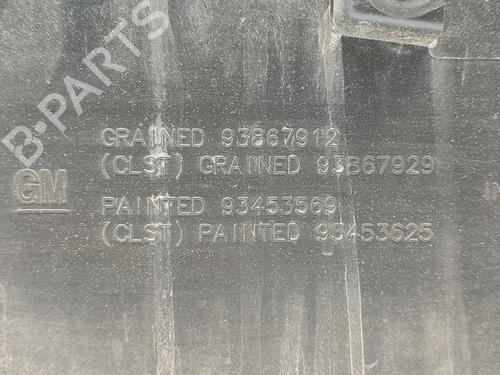 B-PARTS
GRAINED 93867912
(CLST) GRAINED 93867929
GM
PAINTED 93453569
(CLST) PAINTED 93453625